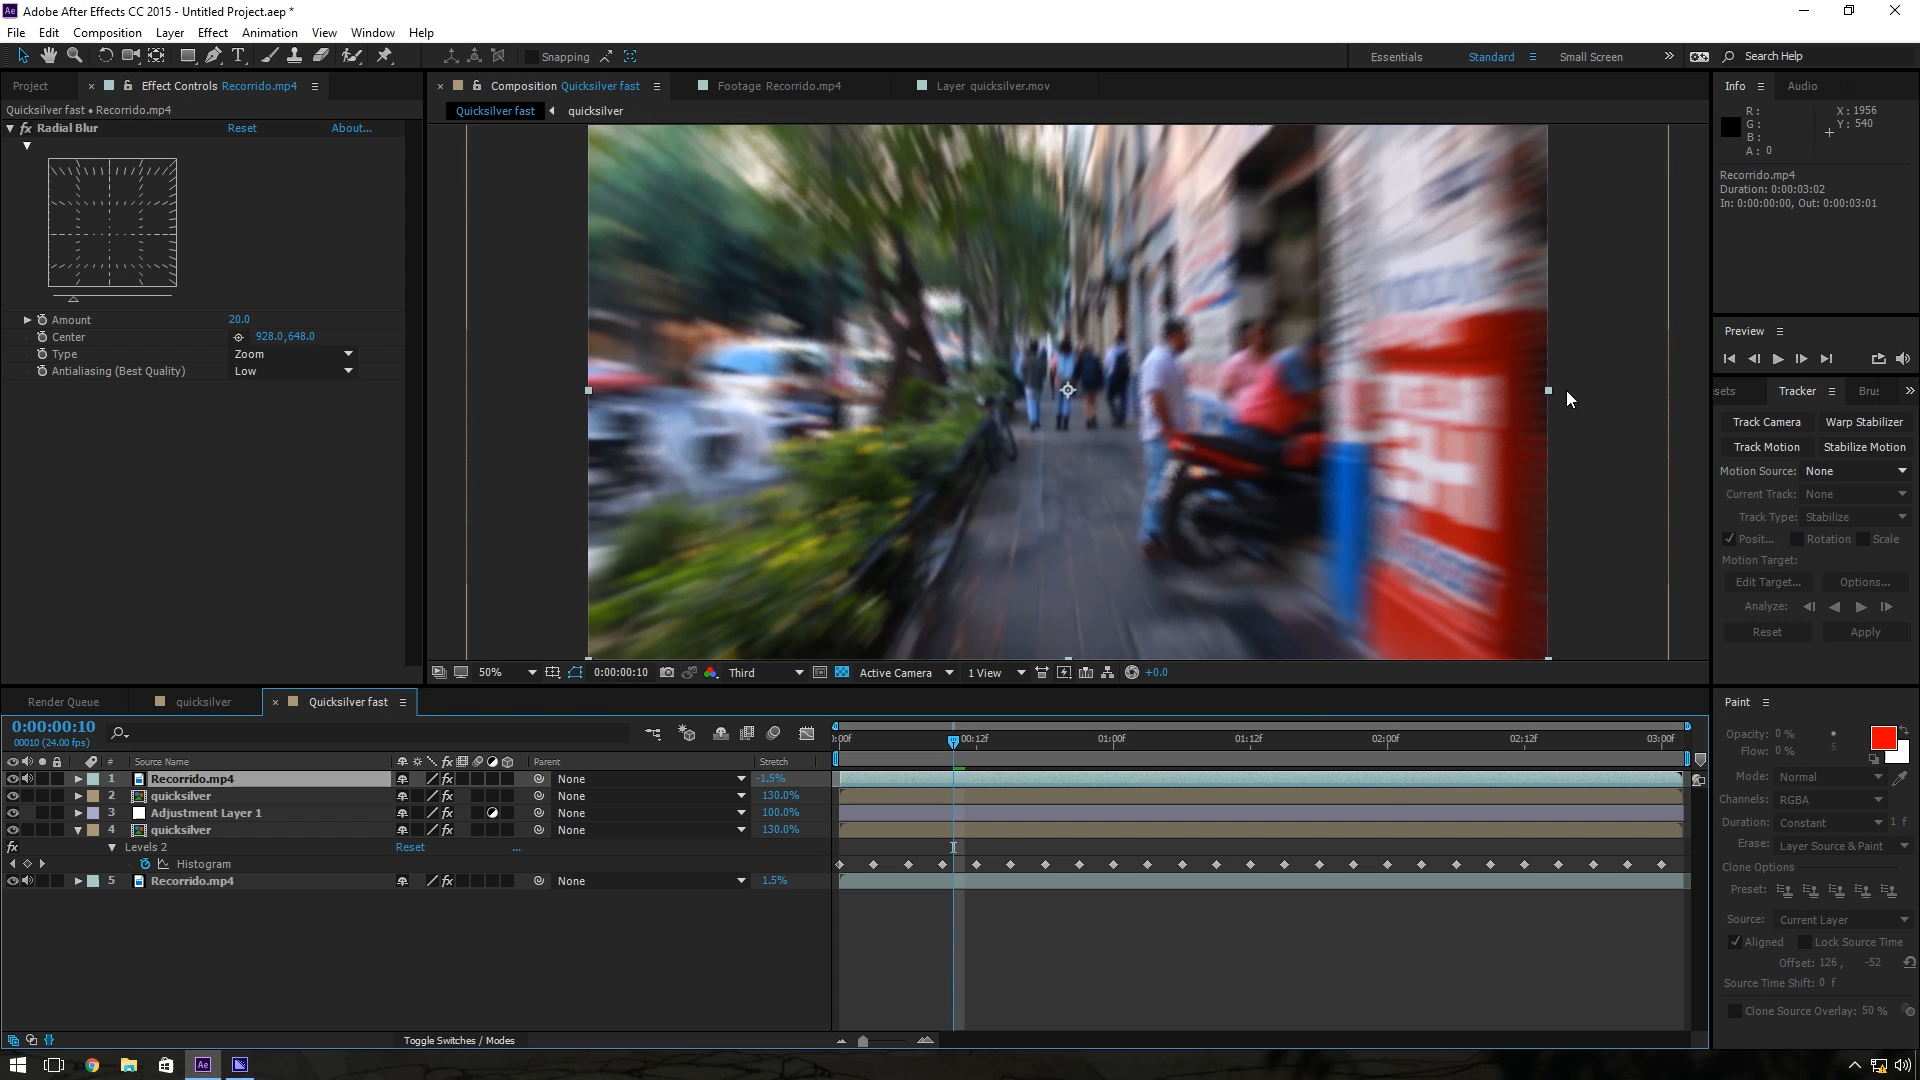 Adobe After Effects CC 2015 - Untitled Project.aep *
File Edit Composition Layer Effect Animation View Window Help
Snapping
Essentials Standard Small Screen » Search Help
Project × Effect Controls Recorrido.mp4
× Composition Quicksilver fast Footage Recorrido.mp4 Layer quicksilver.mov
Info Audio
Quicksilver fast • Recorrido.mp4
Quicksilver fast quicksilver
fx Radial Blur Reset About...
R: X: 1956
G: Y: 540
B:
A: 0
Recorrido.mp4
Duration: 0:00:03:02
In: 0:00:00:00, Out: 0:00:03:01
Amount 20.0
Center 928.0,648.0
Type Zoom
Antialiasing (Best Quality) Low
Preview
sets Tracker Brus »
Track Camera Warp Stabilizer
Track Motion Stabilize Motion
Motion Source: None
Current Track: None
Track Type: Stabilize
Posit... Rotation Scale
Motion Target:
Edit Target... Options...
Analyze:
Reset Apply
50% 0:00:00:10 Third Active Camera 1 View +0.0
Render Queue quicksilver × Quicksilver fast
0:00:00:10
00010 (24.00 fps)
):00f 00:12f 01:00f 01:12f 02:00f 02:12f 03:00f
# Source Name fx Parent Stretch
1 Recorrido.mp4 fx None -1.5%
2 quicksilver fx None 130.0%
3 Adjustment Layer 1 None 100.0%
4 quicksilver fx None 130.0%
fx Levels 2 Reset ...
Histogram
5 Recorrido.mp4 fx None 1.5%
Toggle Switches / Modes
Paint
Opacity: 0 %
Flow: 0 % 5
Mode: Normal
Channels: RGBA
Duration: Constant 1 f
Erase: Layer Source & Paint
Clone Options
Preset:
Source: Current Layer
Aligned Lock Source Time
Offset: 126 , -52
Source Time Shift: 0 f
Clone Source Overlay: 50 %
Ae